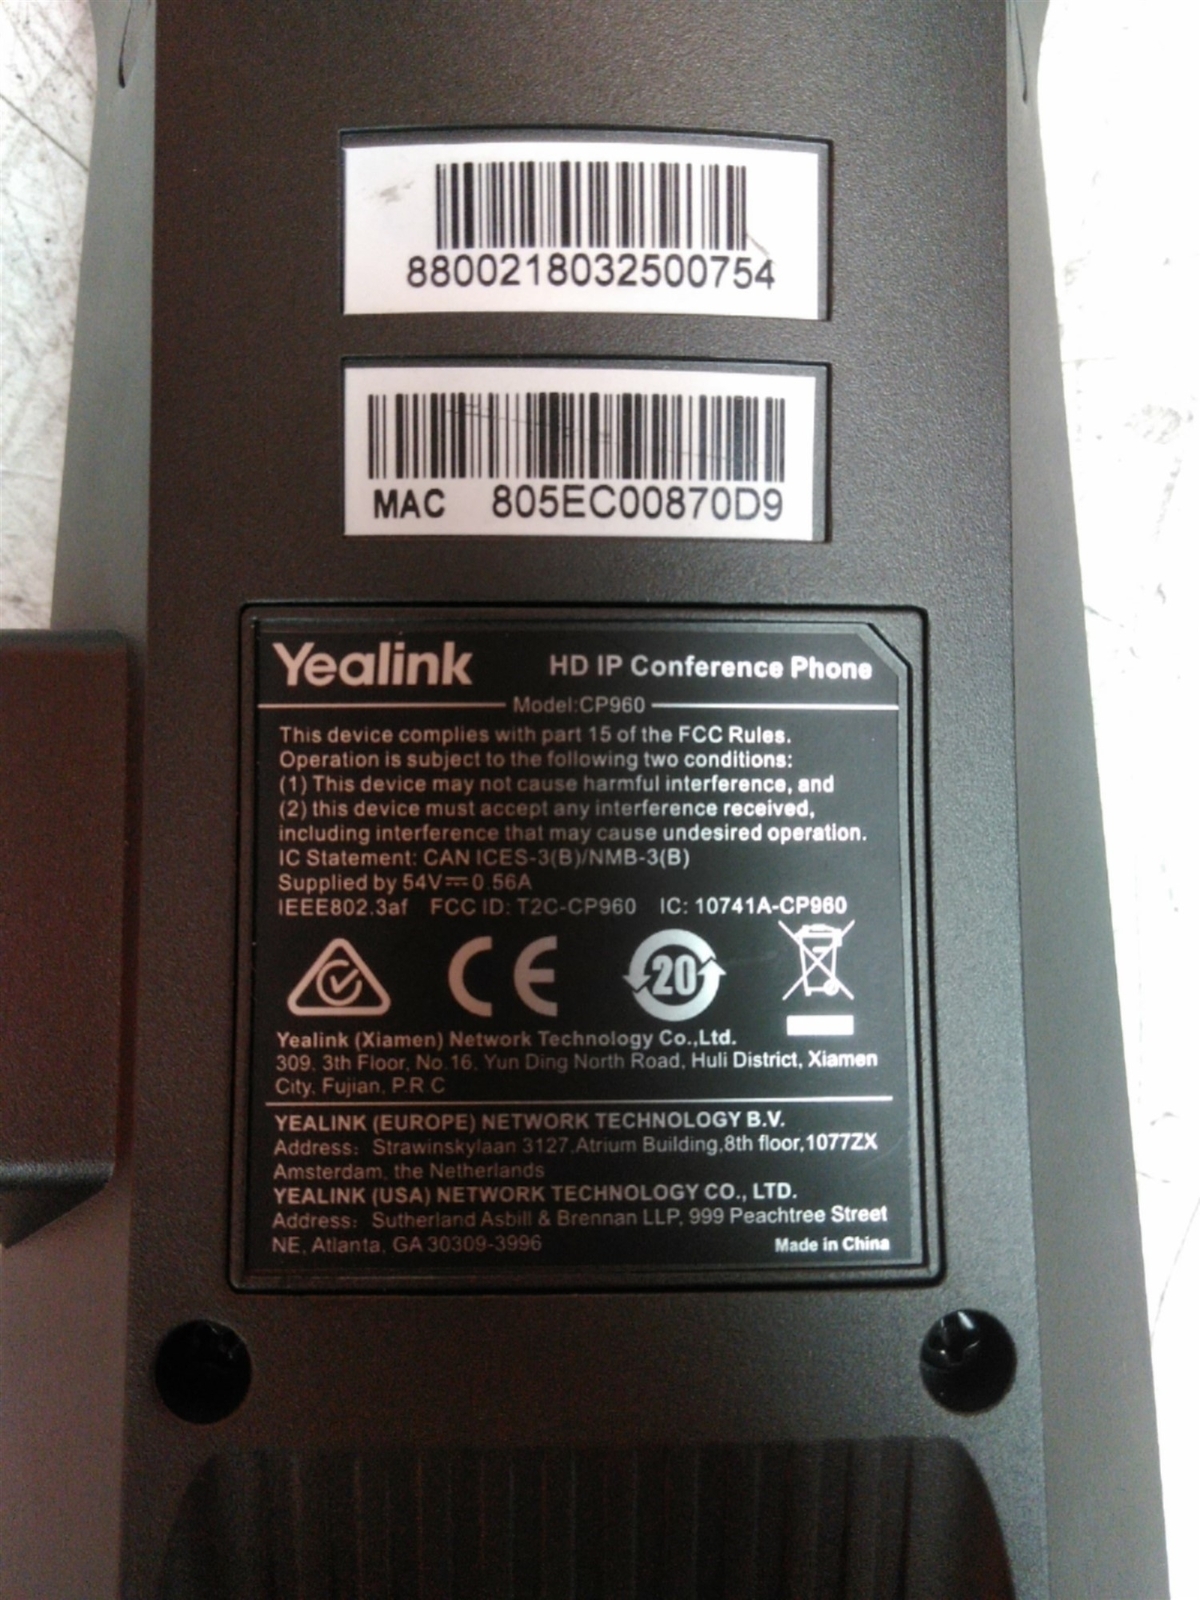 8800218032500754
MAC 805EC00870D9
Yealink HD IP Conference Phone
Model:CP960
This device complies with part 15 of the FCC Rules.
Operation is subject to the following two conditions:
(1) This device may not cause harmful interference, and
(2) this device must accept any interference received,
including interference that may cause undesired operation.
IC Statement: CAN ICES-3(B)/NMB-3(B)
Supplied by 54V⎓0.56A
IEEE802.3af FCC ID: T2C-CP960 IC: 10741A-CP960
CE 20
Yealink (Xiamen) Network Technology Co.,Ltd.
309, 3th Floor, No.16, Yun Ding North Road, Huli District, Xiamen
City, Fujian, P.R.C
YEALINK (EUROPE) NETWORK TECHNOLOGY B.V.
Address: Strawinskylaan 3127,Atrium Building,8th floor,1077ZX
Amsterdam, the Netherlands
YEALINK (USA) NETWORK TECHNOLOGY CO., LTD.
Address: Sutherland Asbill & Brennan LLP, 999 Peachtree Street
NE, Atlanta, GA 30309-3996 Made in China